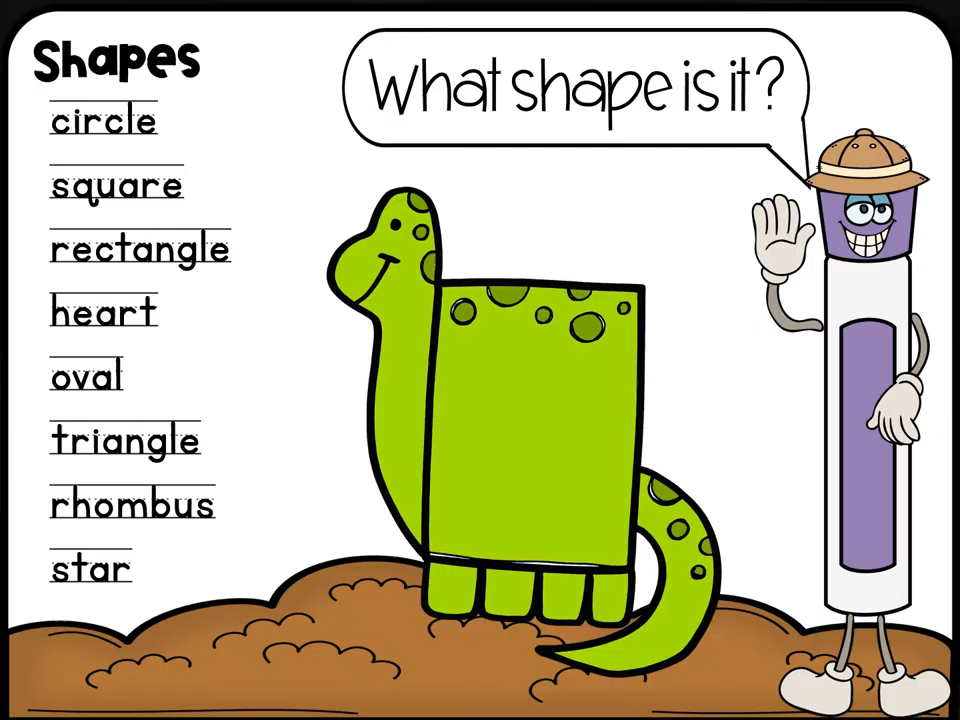 Shapes
circle
square
rectangle
heart
oval
triangle
rhombus
star
What shape is it?